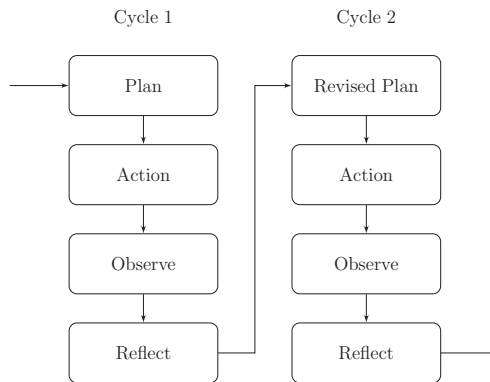 Cycle 1
Plan
Action
Observe
Reflect
Cycle 2
Revised Plan
Action
Observe
Reflect